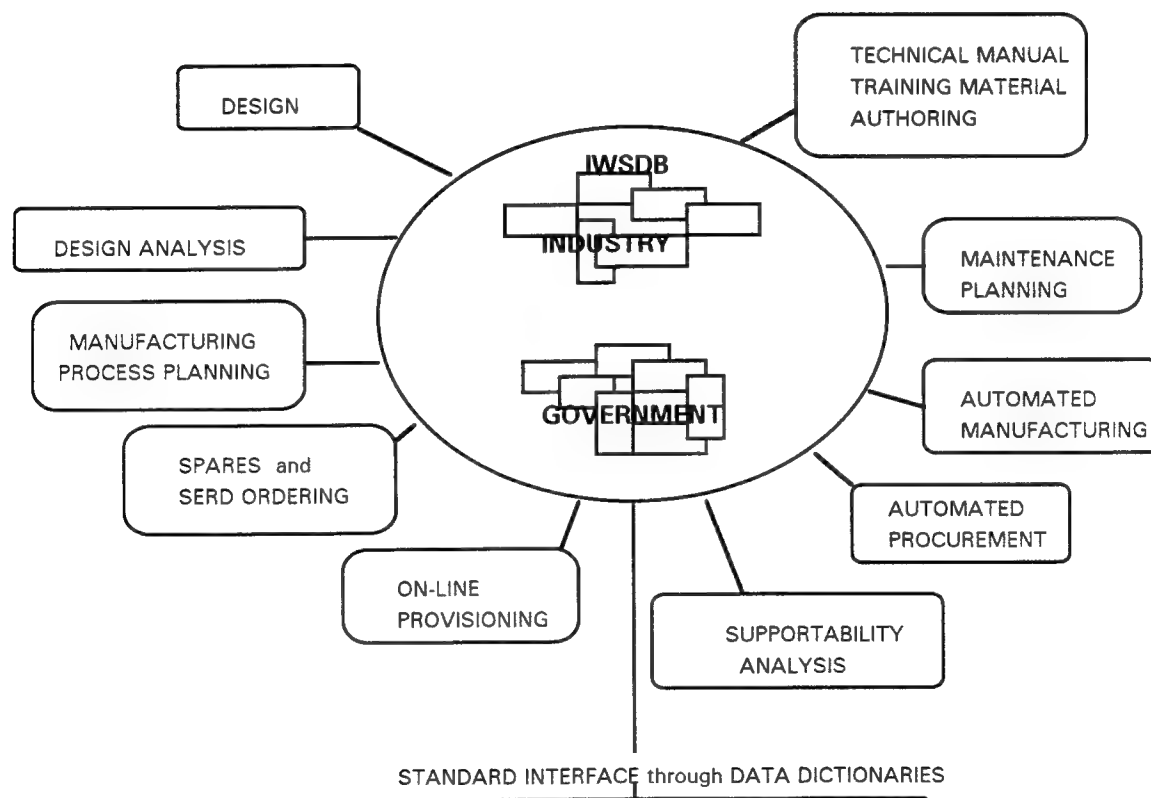 DESIGN
TECHNICAL MANUAL
TRAINING MATERIAL
AUTHORING
IWSDB
INDUSTRY
DESIGN ANALYSIS
MAINTENANCE
PLANNING
MANUFACTURING
PROCESS PLANNING
GOVERNMENT
AUTOMATED
MANUFACTURING
SPARES and
SERD ORDERING
AUTOMATED
PROCUREMENT
ON-LINE
PROVISIONING
SUPPORTABILITY
ANALYSIS
STANDARD INTERFACE through DATA DICTIONARIES